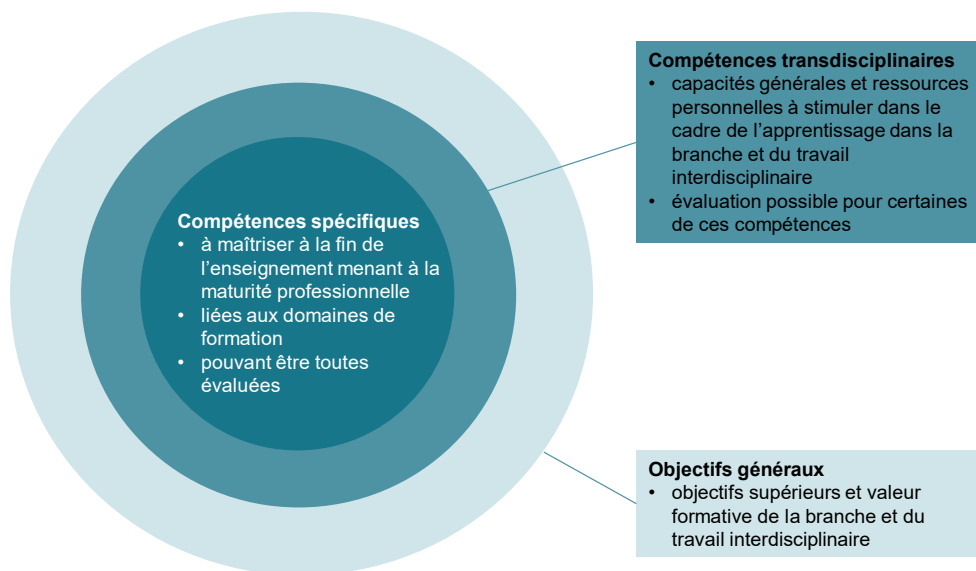 Compétences transdisciplinaires
• capacités générales et ressources
personnelles à stimuler dans le
cadre de l’apprentissage dans la
branche et du travail
interdisciplinaire
• évaluation possible pour certaines
de ces compétences
Compétences spécifiques
• à maîtriser à la fin de
l’enseignement menant à la
maturité professionnelle
• liées aux domaines de
formation
• pouvant être toutes
évaluées
Objectifs généraux
• objectifs supérieurs et valeur
formative de la branche et du
travail interdisciplinaire